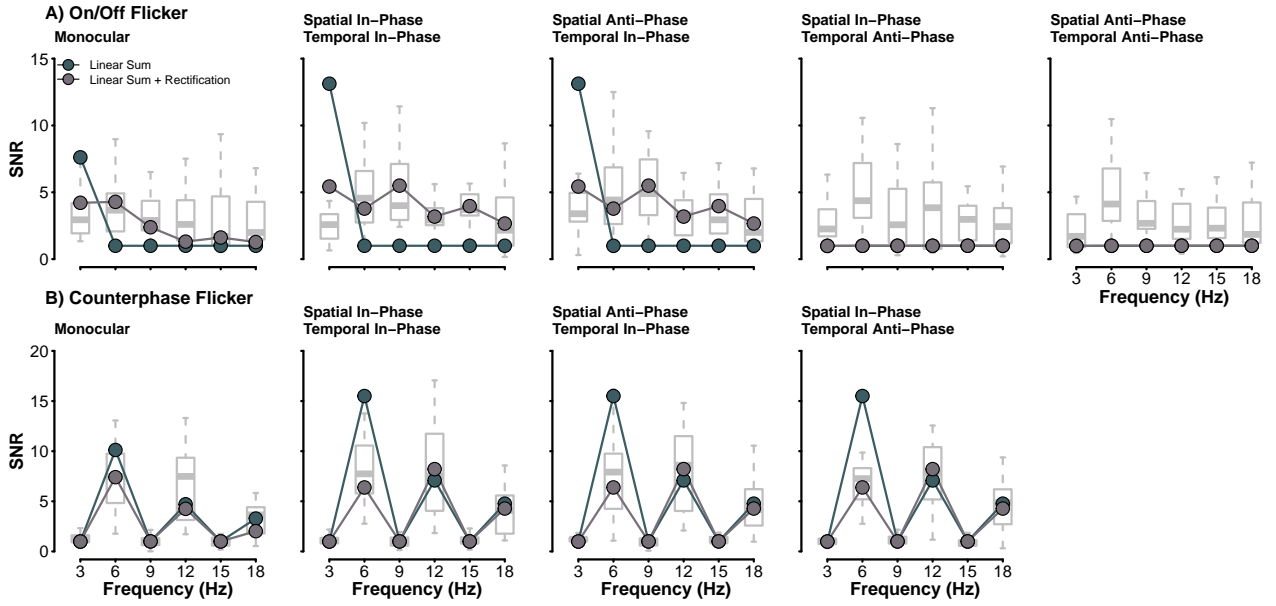 A) On/Off Flicker
Monocular
Spatial In−Phase
Temporal In−Phase
Spatial Anti−Phase
Temporal In−Phase
Spatial In−Phase
Temporal Anti−Phase
Spatial Anti−Phase
Temporal Anti−Phase
Linear Sum
Linear Sum + Rectification
15
10
5
0
SNR
3 6 9 12 15 18
Frequency (Hz)
B) Counterphase Flicker
Monocular
Spatial In−Phase
Temporal In−Phase
Spatial Anti−Phase
Temporal In−Phase
Spatial In−Phase
Temporal Anti−Phase
20
15
10
5
0
SNR
3 6 9 12 15 18
Frequency (Hz)
3 6 9 12 15 18
Frequency (Hz)
3 6 9 12 15 18
Frequency (Hz)
3 6 9 12 15 18
Frequency (Hz)